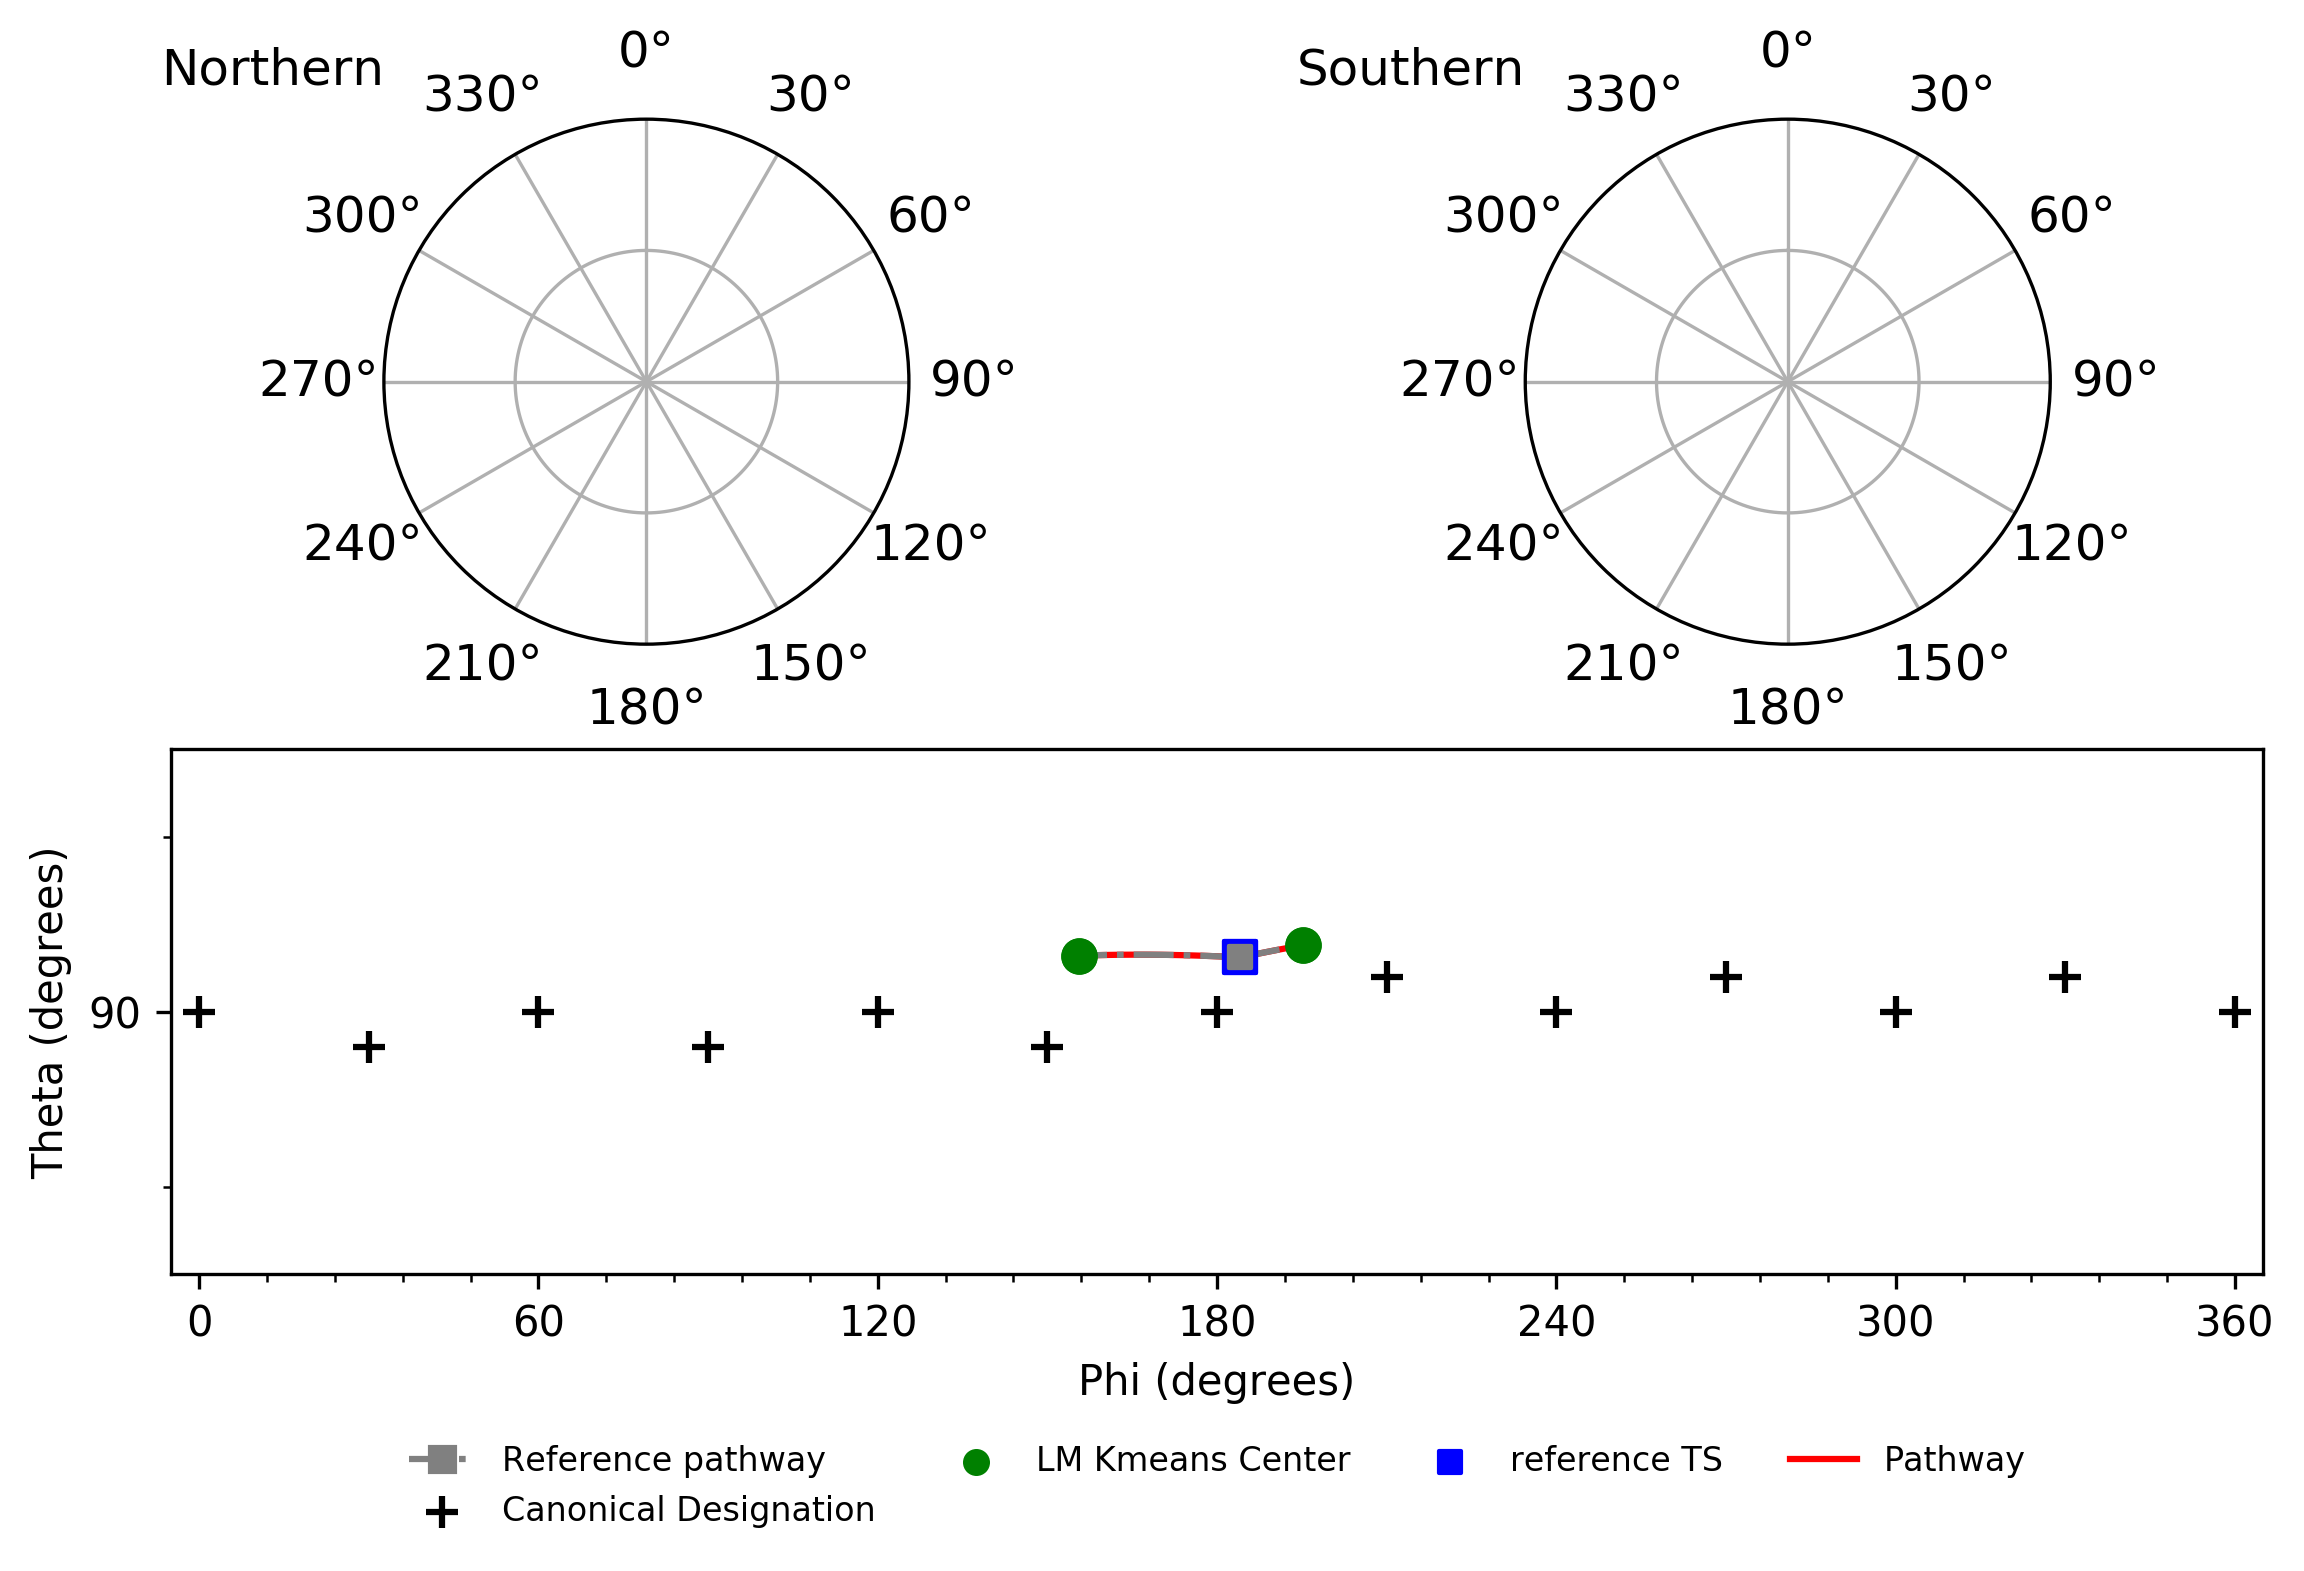 Northern
0°
30°
60°
90°
120°
150°
180°
210°
240°
270°
300°
330°
Southern
0°
30°
60°
90°
120°
150°
180°
210°
240°
270°
300°
330°
Theta (degrees)
90
0 60 120 180 240 300 360
Phi (degrees)
Reference pathway
Canonical Designation
LM Kmeans Center
reference TS
Pathway